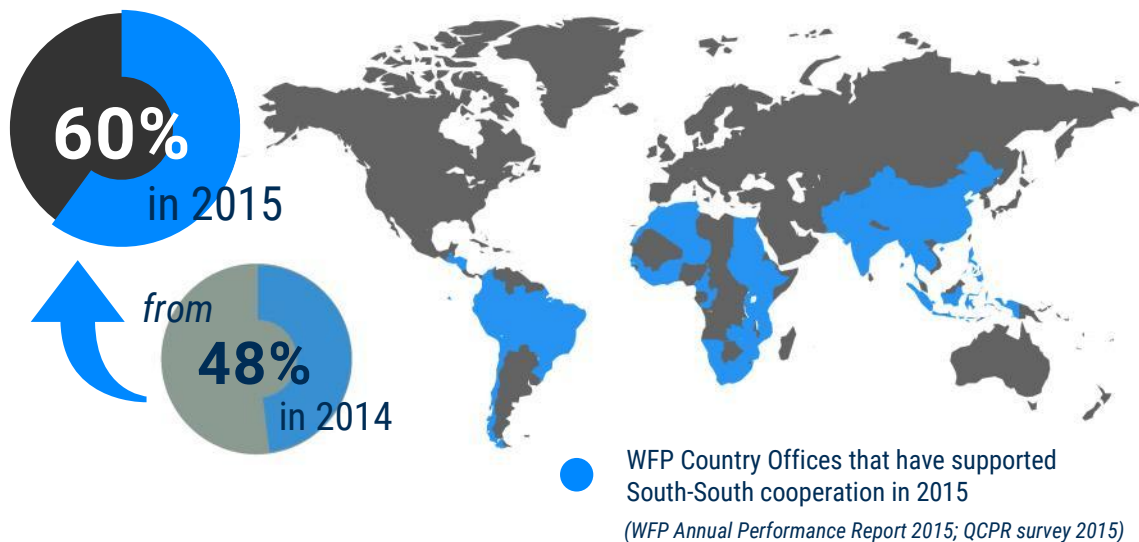 60%
in 2015
from
48%
in 2014
WFP Country Offices that have supported
South-South cooperation in 2015
(WFP Annual Performance Report 2015; QCPR survey 2015)